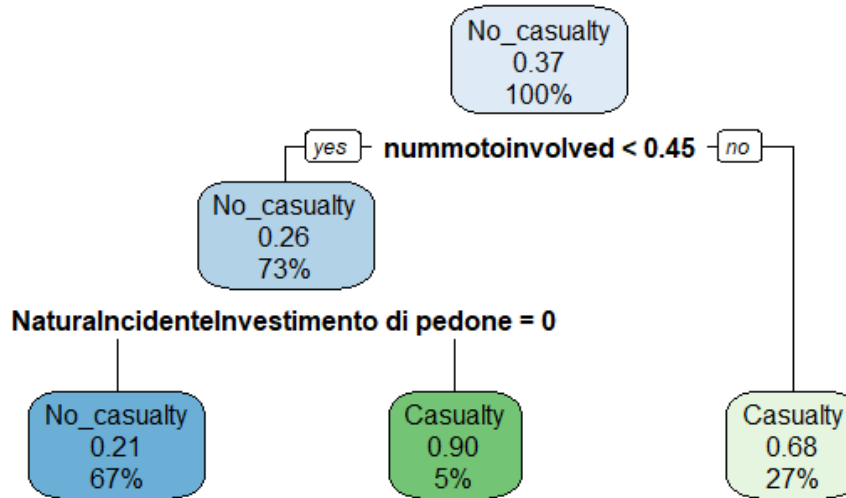 No_casualty
0.37
100%
yes nummotoinvolved < 0.45 no
No_casualty
0.26
73%
NaturaIncidenteInvestimento di pedone = 0
No_casualty
0.21
67%
Casualty
0.90
5%
Casualty
0.68
27%